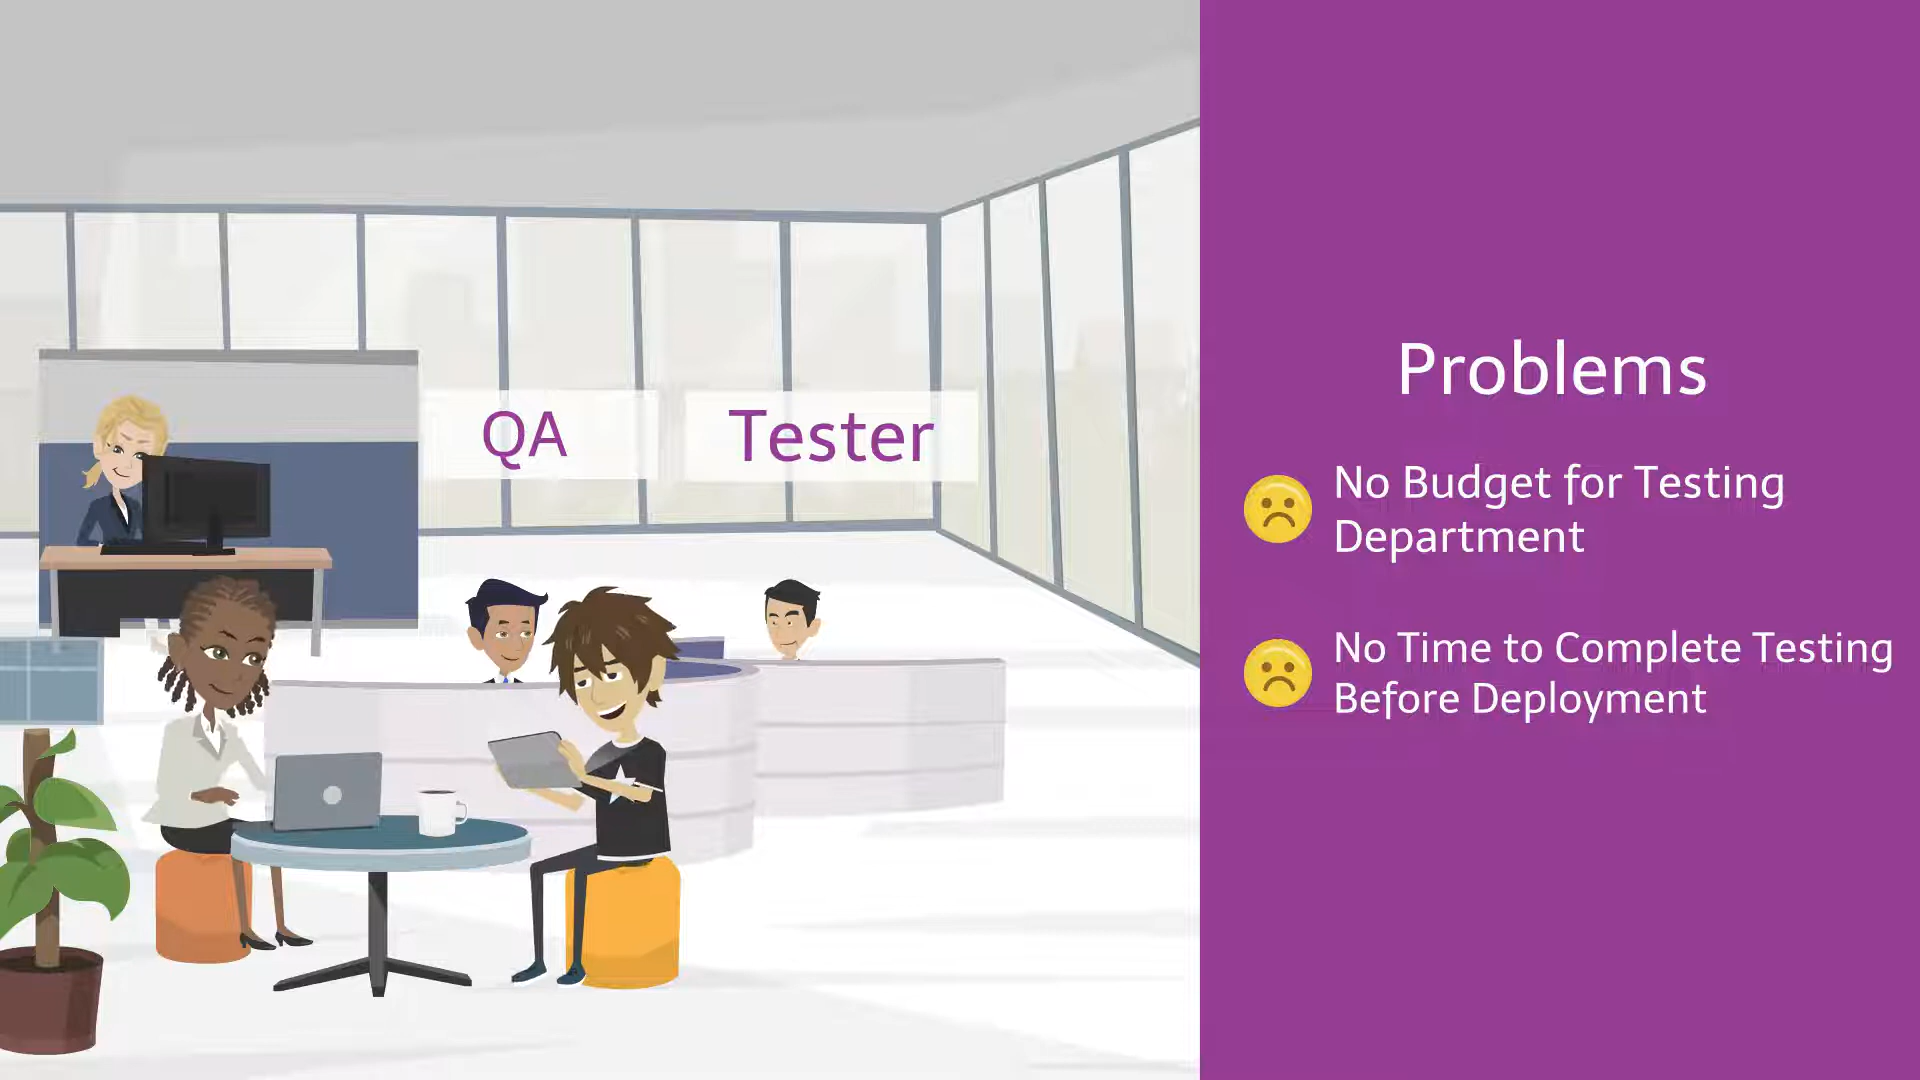 QA
Tester
Problems
No Budget for Testing
Department
No Time to Complete Testing
Before Deployment